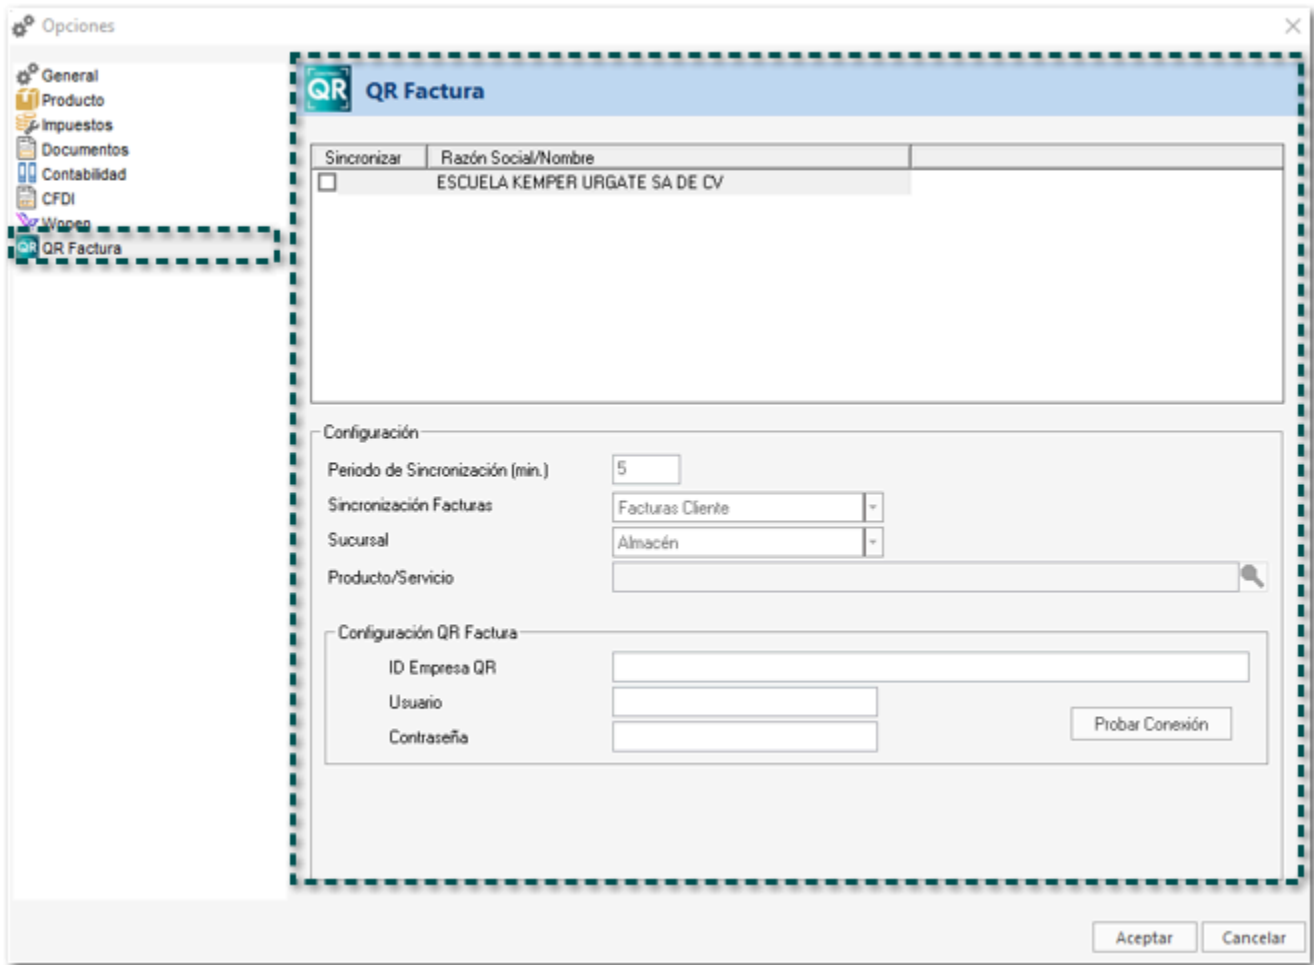 Opciones
General
Producto
Impuestos
Documentos
Contabilidad
CFDI
Wopen
QR Factura
QR QR Factura
Sincronizar Razón Social/Nombre
ESCUELA KEMPER URGATE SA DE CV
Configuración
Periodo de Sincronización (min.) 5
Sincronización Facturas Facturas Cliente
Sucursal Almacén
Producto/Servicio
Configuración QR Factura
ID Empresa QR
Usuario
Contraseña
Probar Conexión
Aceptar Cancelar